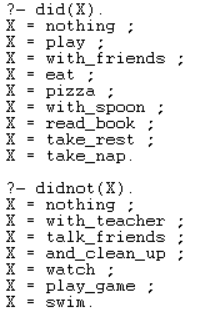 ?- did(X).
X = nothing ;
X = play ;
X = with_friends ;
X = eat ;
X = pizza ;
X = with_spoon ;
X = read_book ;
X = take_rest ;
X = take_nap.
?- didnot(X).
X = nothing ;
X = with_teacher ;
X = talk_friends ;
X = and_clean_up ;
X = watch ;
X = play_game ;
X = swim.